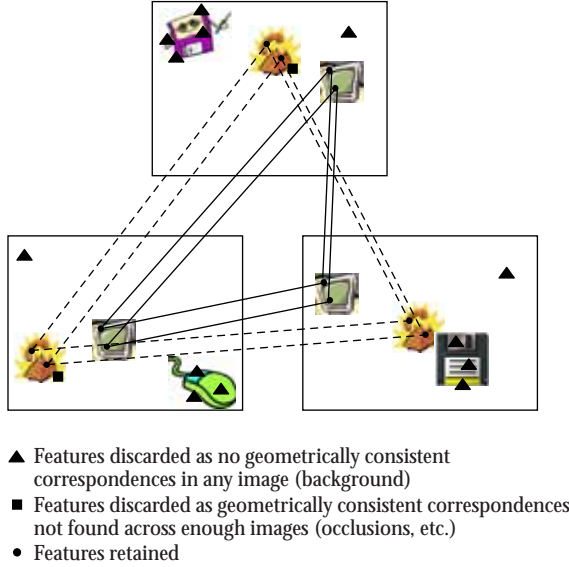 Features discarded as no geometrically consistent
correspondences in any image (background)
Features discarded as geometrically consistent correspondences
not found across enough images (occlusions, etc.)
Features retained